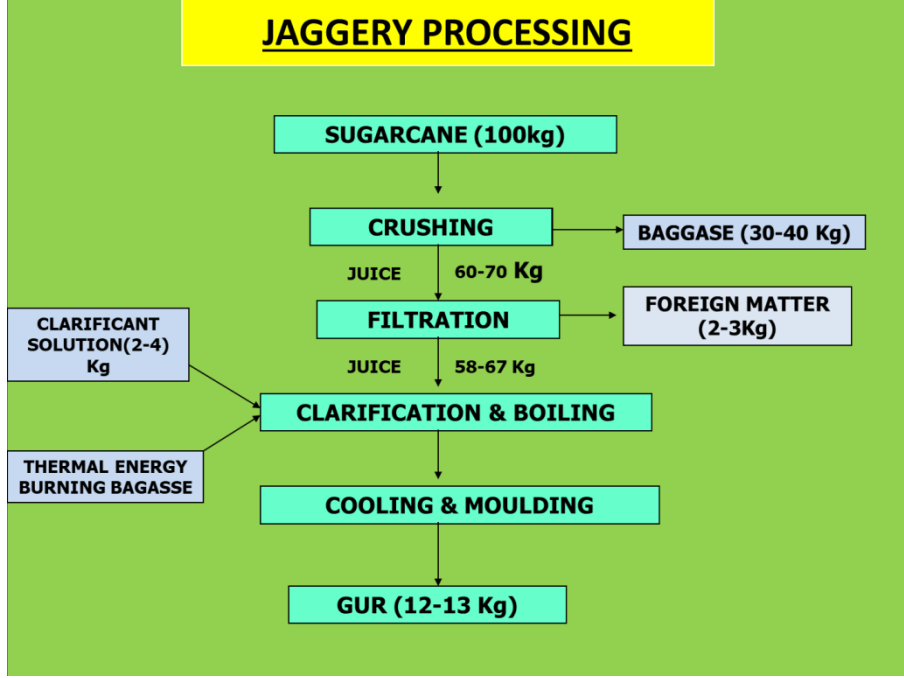 JAGGERY PROCESSING
SUGARCANE (100kg)
CRUSHING
BAGGASE (30-40 Kg)
JUICE 60-70 Kg
FILTRATION
FOREIGN MATTER
(2-3Kg)
CLARIFICANT
SOLUTION(2-4)
Kg
JUICE 58-67 Kg
CLARIFICATION & BOILING
THERMAL ENERGY
BURNING BAGASSE
COOLING & MOULDING
GUR (12-13 Kg)